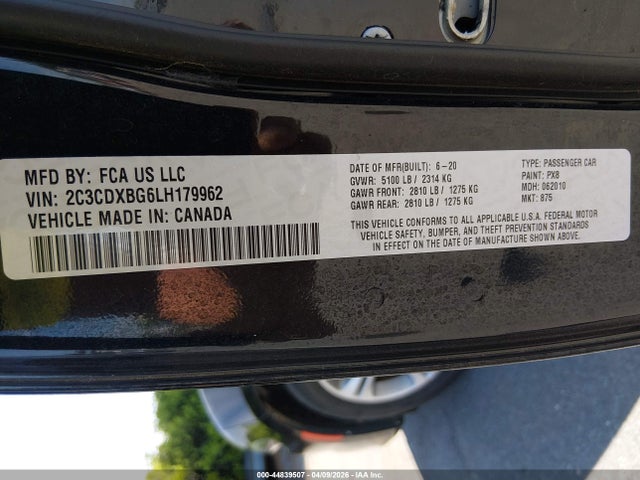 MFD BY: FCA US LLC
VIN: 2C3CDXBG6LH179962
VEHICLE MADE IN: CANADA
DATE OF MFR(BUILT): 6-20
GVWR: 5100 LB / 2314 KG
GAWR FRONT: 2810 LB / 1275 KG
GAWR REAR: 2810 LB / 1275 KG
TYPE: PASSENGER CAR
PAINT: PX8
MDH: 062010
MKT: 875
THIS VEHICLE CONFORMS TO ALL APPLICABLE U.S.A. FEDERAL MOTOR
VEHICLE SAFETY, BUMPER, AND THEFT PREVENTION STANDARDS
IN EFFECT ON THE DATE OF MANUFACTURE SHOWN ABOVE.
000-44839507 - 04/09/2026 - IAA Inc.